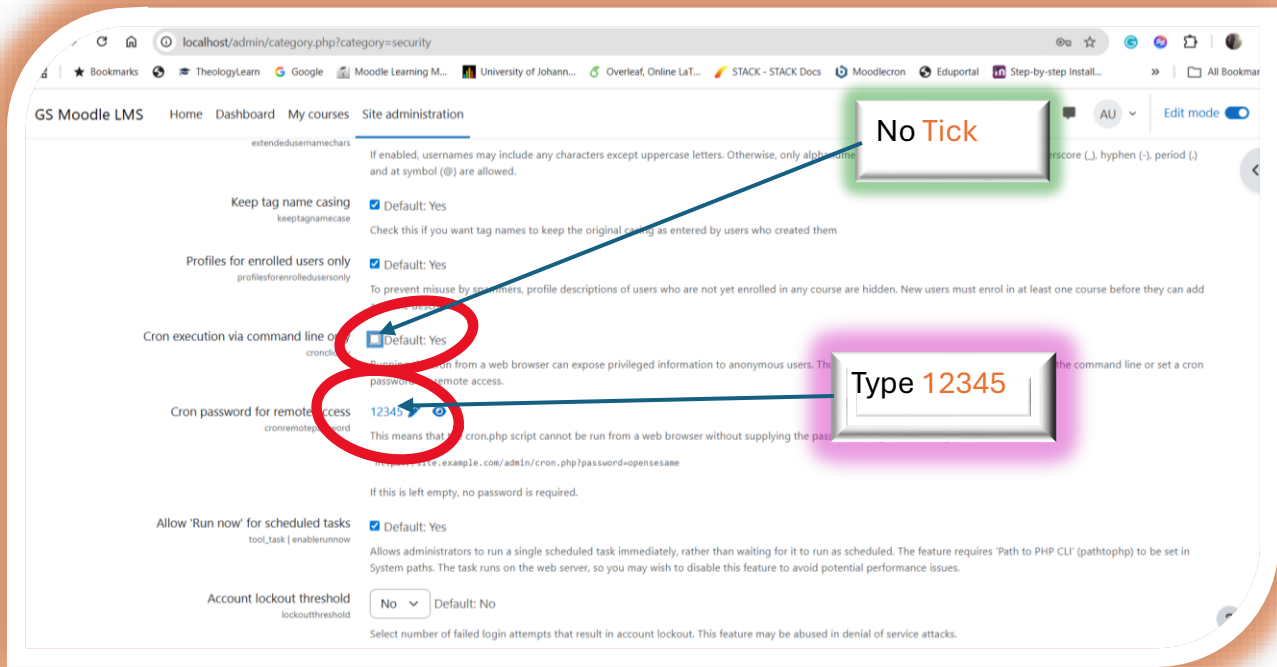 localhost/admin/category.php?category=security
Bookmarks TheologyLearn Google Moodle Learning M... University of Johann... Overleaf, Online LaT... STACK - STACK Docs Moodlecron Eduportal Step-by-step Install... » All Bookmar
GS Moodle LMS Home Dashboard My courses Site administration AU Edit mode
No Tick
extendedusernamechars
If enabled, usernames may include any characters except uppercase letters. Otherwise, only (_), hyphen (-), period (.)
and at symbol (@) are allowed.
Keep tag name casing Default: Yes
keeptagnamecase
Check this if you want tag names to keep the original casing as entered by users who created them
Profiles for enrolled users only Default: Yes
profilesforenrolledusersonly
To prevent misuse by spammers, profile descriptions of users who are not yet enrolled in any course are hidden. New users must enrol in at least one course before they can add
Cron execution via command line only Default: Yes
from a web browser can expose privileged information to anonymous users. the command line or set a cron
remote access.
Type 12345
Cron password for remote access 12345
This means that cron.php script cannot be run from a web browser without supplying the
.example.com/admin/cron.php?password=opensesame
If this is left empty, no password is required.
Allow 'Run now' for scheduled tasks Default: Yes
tool_task | enablerunnow
Allows administrators to run a single scheduled task immediately, rather than waiting for it to run as scheduled. The feature requires 'Path to PHP CLI' (pathtophp) to be set in
System paths. The task runs on the web server, so you may wish to disable this feature to avoid potential performance issues.
Account lockout threshold No Default: No
lockoutthreshold
Select number of failed login attempts that result in account lockout. This feature may be abused in denial of service attacks.